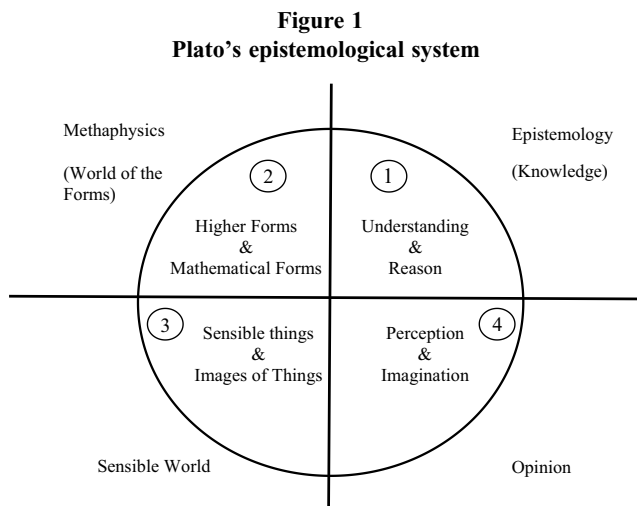 Figure 1
Plato's epistemological system
Methaphysics
(World of the
Forms)
Epistemology
(Knowledge)
2
Higher Forms
&
Mathematical Forms
1
Understanding
&
Reason
3
Sensible things
&
Images of Things
4
Perception
&
Imagination
Sensible World
Opinion